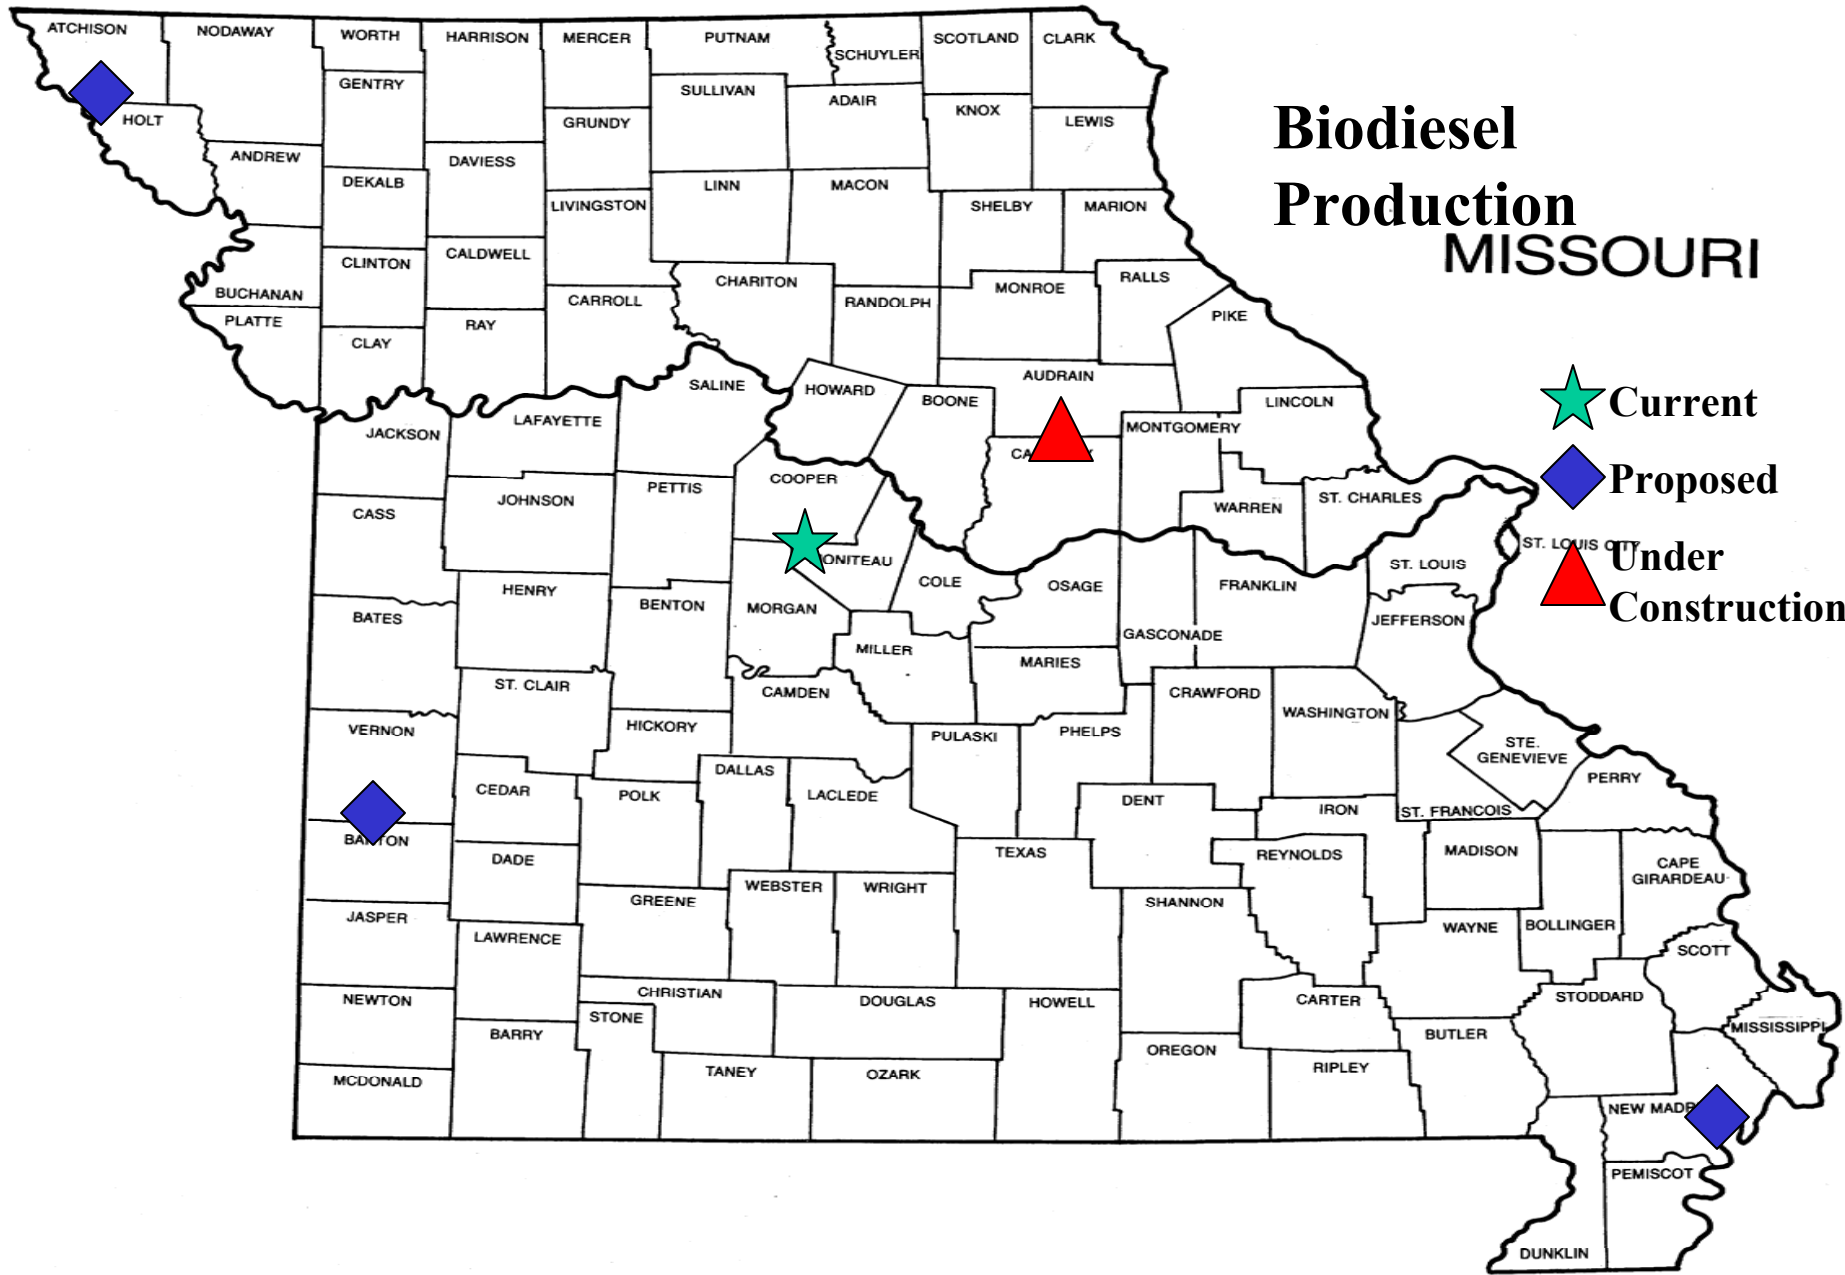 ATCHISON
NODAWAY
WORTH
HARRISON
MERCER
PUTNAM
SCHUYLER
SCOTLAND
CLARK
GENTRY
SULLIVAN
ADAIR
KNOX
LEWIS
HOLT
GRUNDY
ANDREW
DAVIESS
DEKALB
LINN
MACON
LIVINGSTON
SHELBY
MARION
Biodiesel
Production
MISSOURI
CLINTON
CALDWELL
BUCHANAN
CARROLL
CHARITON
RANDOLPH
MONROE
RALLS
PLATTE
RAY
PIKE
CLAY
SALINE
HOWARD
BOONE
AUDRAIN
LINCOLN
Current
JACKSON
LAFAYETTE
MONTGOMERY
COOPER
PETTIS
JOHNSON
CASS
WARREN
ST. CHARLES
Proposed
ONITEAU
COLE
OSAGE
FRANKLIN
ST. LOUIS
ST. LOUIS CITY
Under
Construction
HENRY
BENTON
MORGAN
BATES
MILLER
MARIES
GASCONADE
JEFFERSON
ST. CLAIR
CAMDEN
CRAWFORD
WASHINGTON
VERNON
HICKORY
PULASKI
PHELPS
STE.
GENEVIEVE
PERRY
CEDAR
POLK
DALLAS
LACLEDE
DENT
IRON
ST. FRANCOIS
DADE
TEXAS
REYNOLDS
MADISON
CAPE
GIRARDEAU
JASPER
GREENE
WEBSTER
WRIGHT
SHANNON
WAYNE
BOLLINGER
SCOTT
LAWRENCE
NEWTON
CHRISTIAN
DOUGLAS
HOWELL
CARTER
STODDARD
MISSISSIPPI
BARRY
STONE
OREGON
BUTLER
MCDONALD
TANEY
OZARK
RIPLEY
NEW MADR
PEMISCOT
DUNKLIN